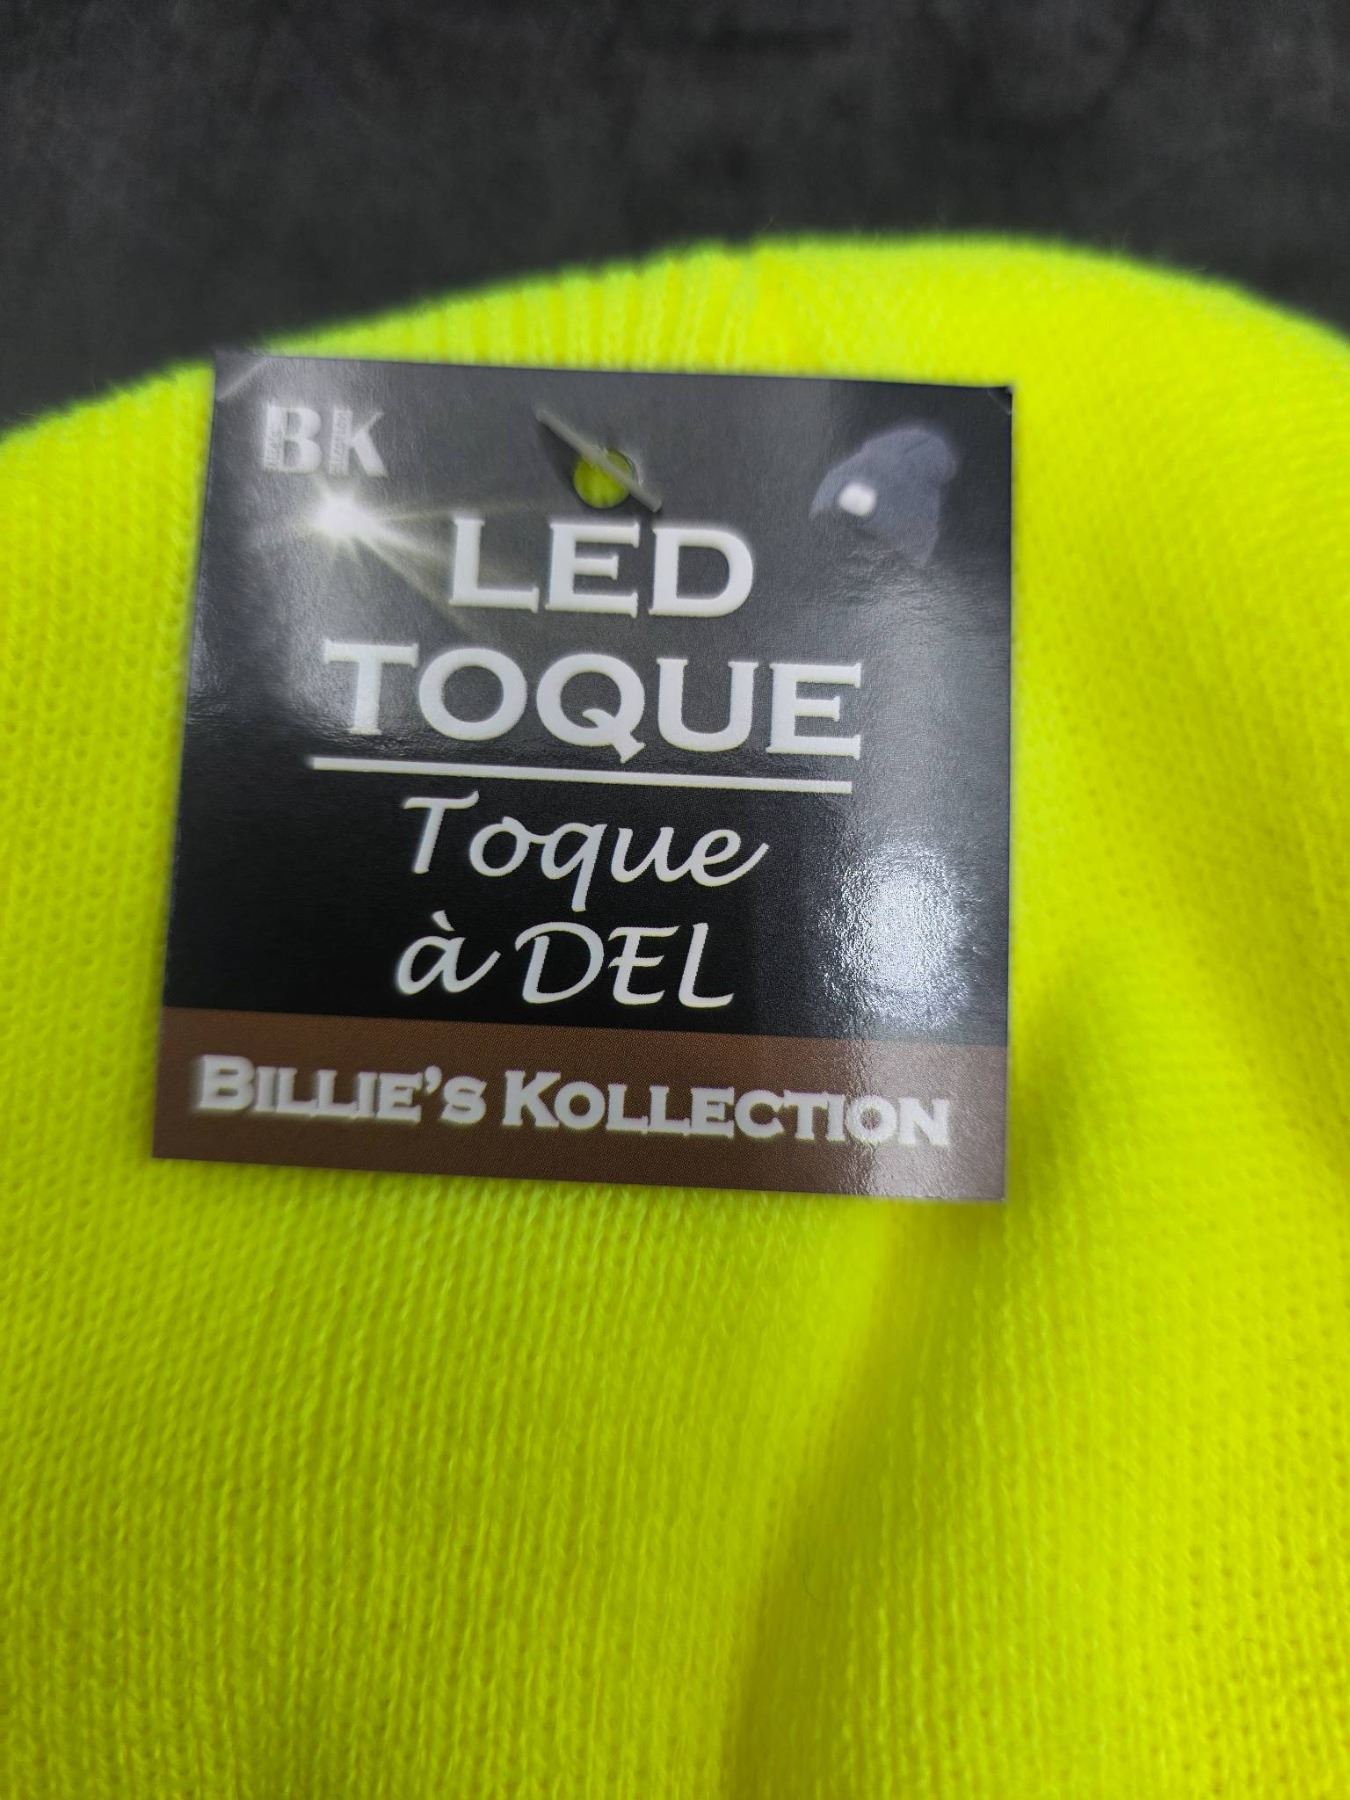 BK
LED
TOQUE
Toque
à DEL
BILLIE'S KOLLECTION